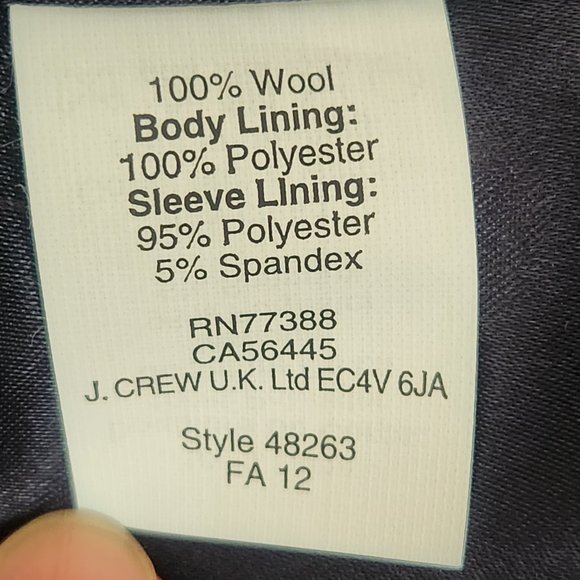 100% Wool
Body Lining:
100% Polyester
Sleeve LIning:
95% Polyester
5% Spandex
RN77388
CA56445
J. CREW U.K. Ltd EC4V 6JA
Style 48263
FA 12